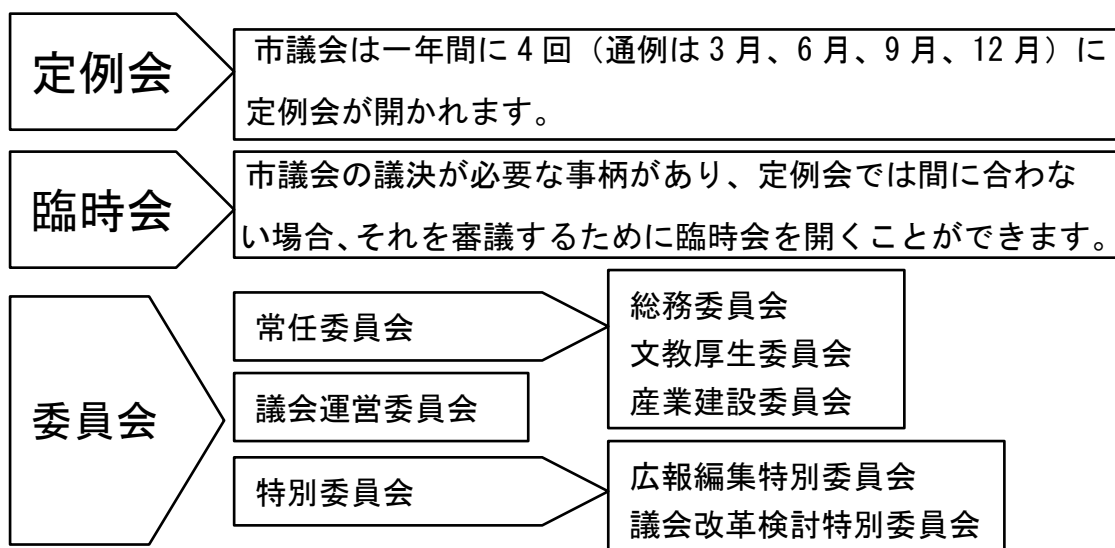 定例会
市議会は一年間に4回（通例は3月、6月、9月、12月）に
定例会が開かれます。
臨時会
市議会の議決が必要な事柄があり、定例会では間に合わな
い場合、それを審議するために臨時会を開くことができます。
委員会
常任委員会
総務委員会
文教厚生委員会
産業建設委員会
議会運営委員会
特別委員会
広報編集特別委員会
議会改革検討特別委員会